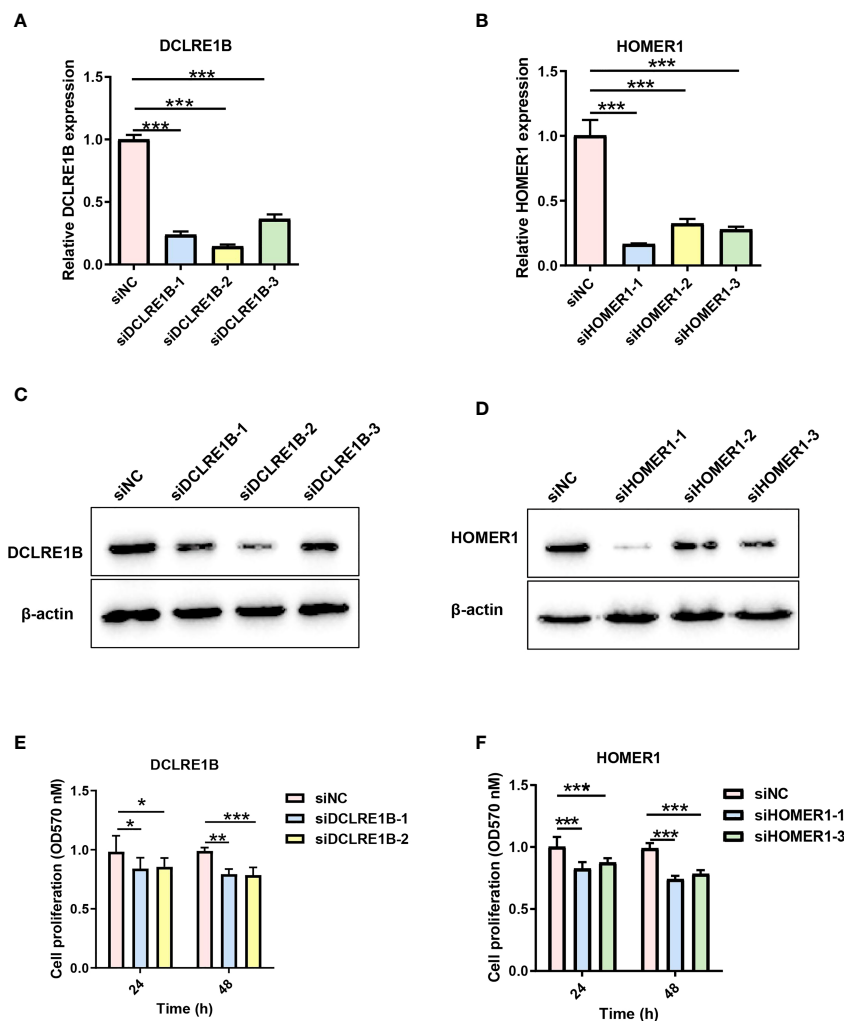 A
DCLRE1B
Relative DCLRE1B expression
1.5
1.0
0.5
0.0
***
***
***
siNC
siDCLRE1B-1
siDCLRE1B-2
siDCLRE1B-3
B
HOMER1
Relative HOMER1 expression
1.5
1.0
0.5
0.0
***
***
***
siNC
siHOMER1-1
siHOMER1-2
siHOMER1-3
C
siNC
siDCLRE1B-1
siDCLRE1B-2
siDCLRE1B-3
DCLRE1B
β-actin
D
siNC
siHOMER1-1
siHOMER1-2
siHOMER1-3
HOMER1
β-actin
E
DCLRE1B
Cell proliferation (OD570 nM)
1.5
1.0
0.5
0.0
*
*
***
**
24
48
Time (h)
siNC
siDCLRE1B-1
siDCLRE1B-2
F
HOMER1
Cell proliferation (OD570 nM)
1.5
1.0
0.5
0.0
***
***
***
***
24
48
Time (h)
siNC
siHOMER1-1
siHOMER1-3